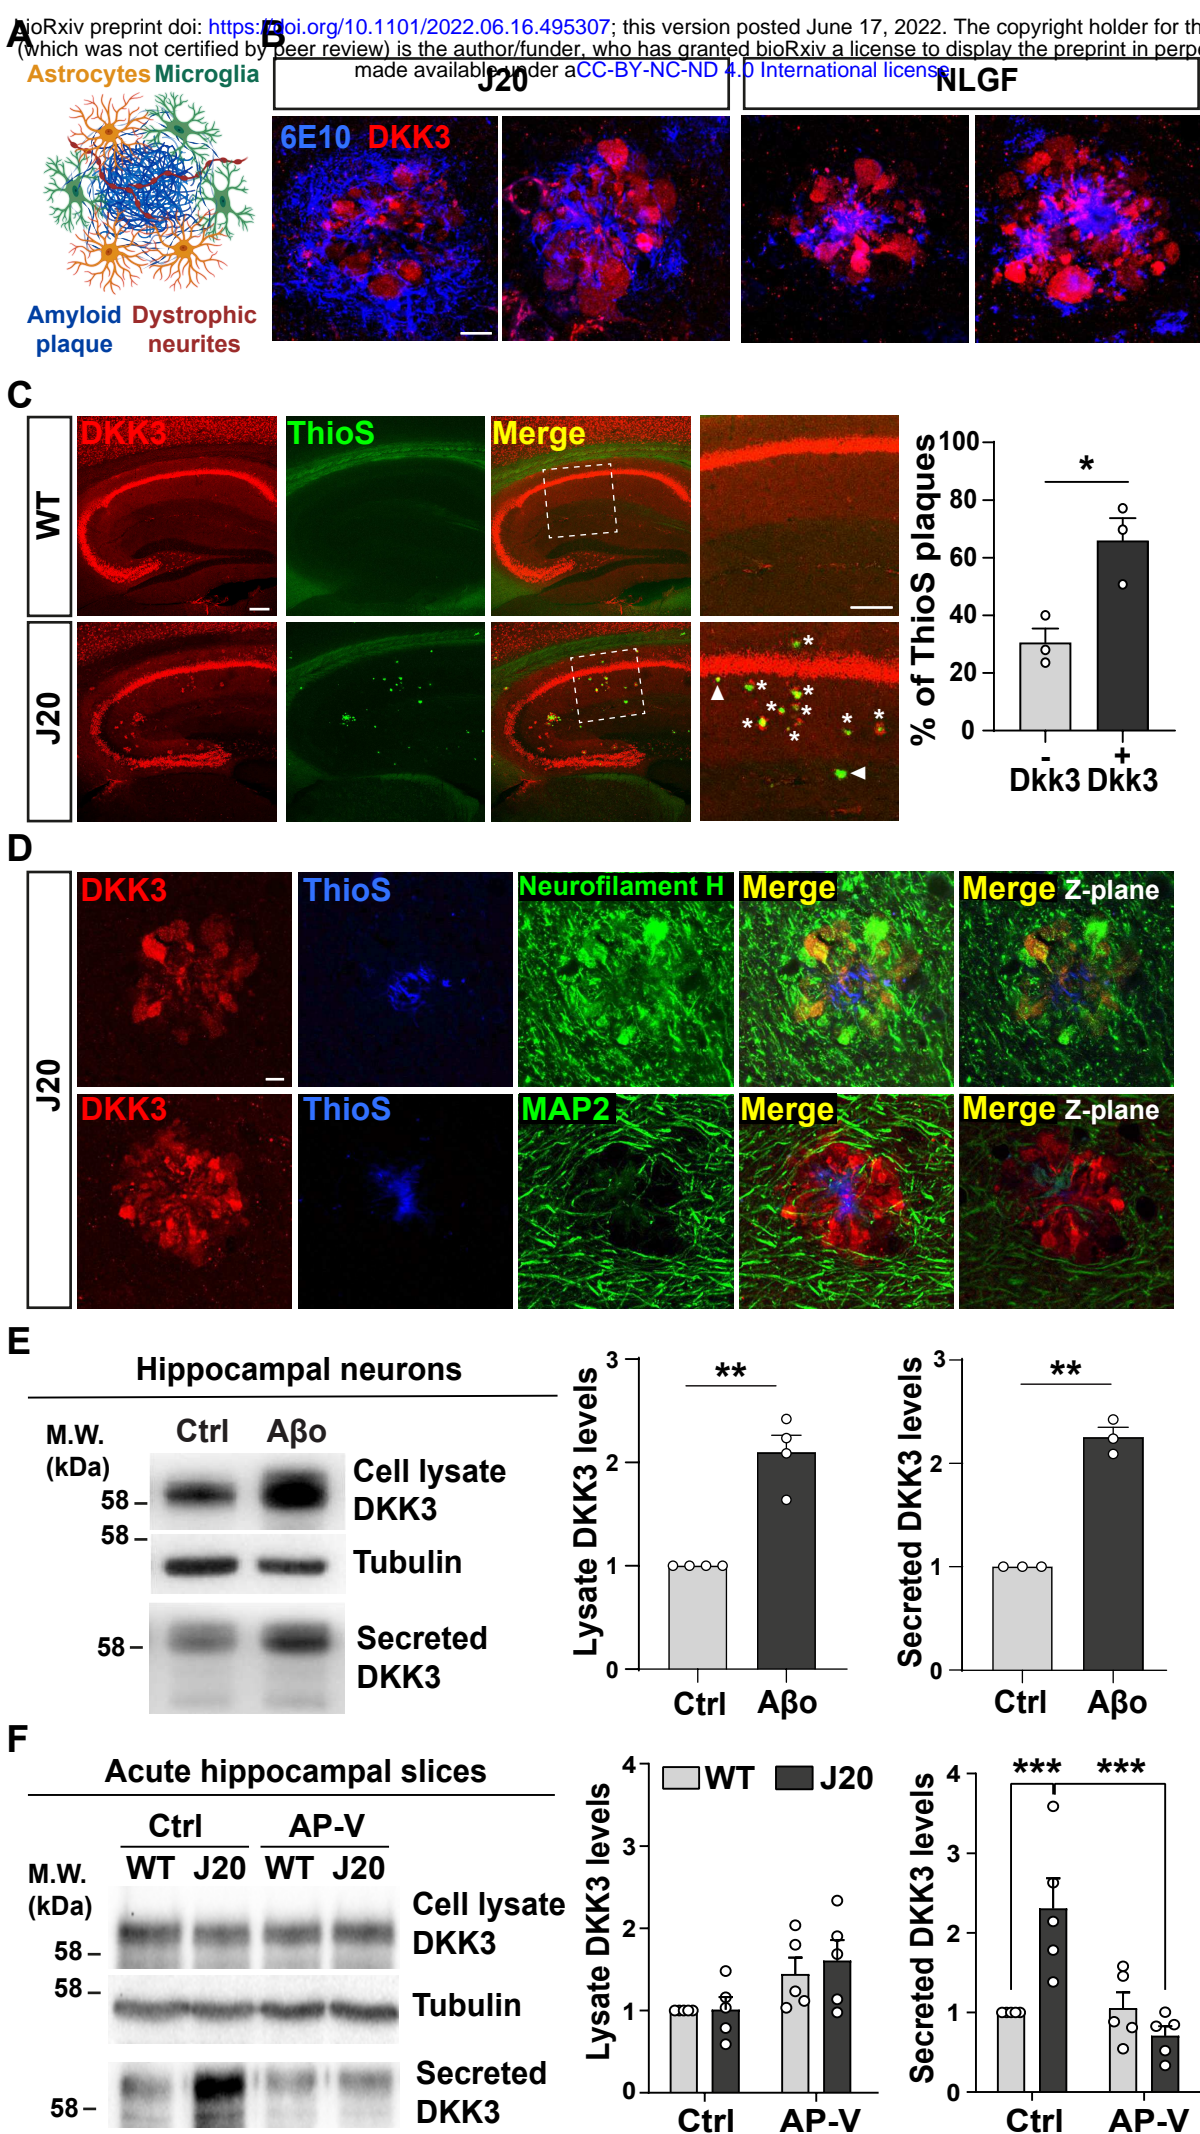 bioRxiv preprint doi: https://doi.org/10.1101/2022.06.16.495307; this version posted June 17, 2022. The copyright holder for th
(which was not certified by peer review) is the author/funder, who has granted bioRxiv a license to display the preprint in perp
made available under aCC-BY-NC-ND 4.0 International license
A
Astrocytes Microglia
Amyloid plaque
Dystrophic neurites
B
J20
NLGF
6E10 DKK3
C
WT
J20
DKK3
ThioS
Merge
*
*
*
*
*
*
*
*
*
% of ThioS plaques
100
80
60
40
20
0
*
- +
Dkk3 Dkk3
D
J20
DKK3
ThioS
Neurofilament H
Merge
Merge Z-plane
DKK3
ThioS
MAP2
Merge
Merge Z-plane
E
Hippocampal neurons
M.W.
(kDa)
Ctrl Aβo
58
Cell lysate
DKK3
58
Tubulin
58
Secreted
DKK3
Lysate DKK3 levels
3
2
1
0
**
Ctrl Aβo
Secreted DKK3 levels
3
2
1
0
**
Ctrl Aβo
F
Acute hippocampal slices
Ctrl AP-V
M.W.
(kDa)
WT J20 WT J20
58
Cell lysate
DKK3
58
Tubulin
58
Secreted
DKK3
Lysate DKK3 levels
4
3
2
1
0
WT J20
Ctrl AP-V
Secreted DKK3 levels
4
3
2
1
0
*** ***
Ctrl AP-V